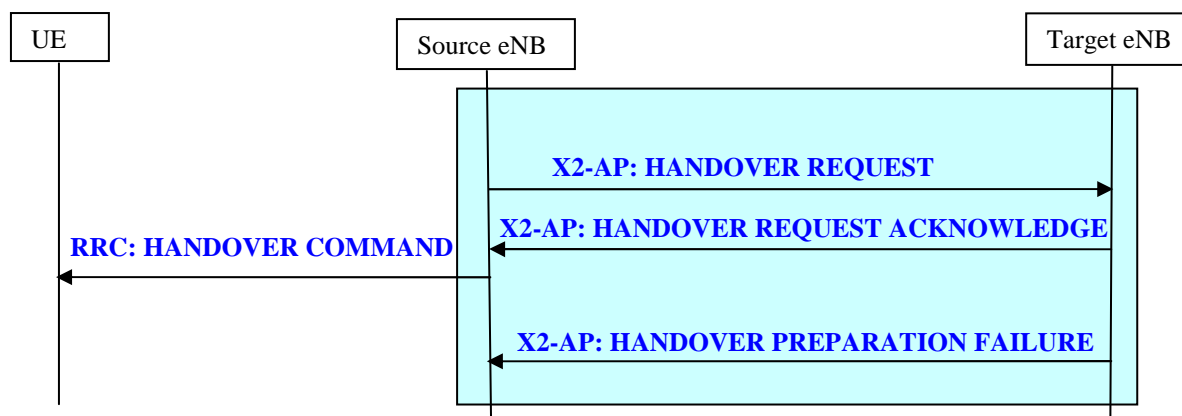 UE
Source eNB
Target eNB
X2-AP: HANDOVER REQUEST
X2-AP: HANDOVER REQUEST ACKNOWLEDGE
RRC: HANDOVER COMMAND
X2-AP: HANDOVER PREPARATION FAILURE